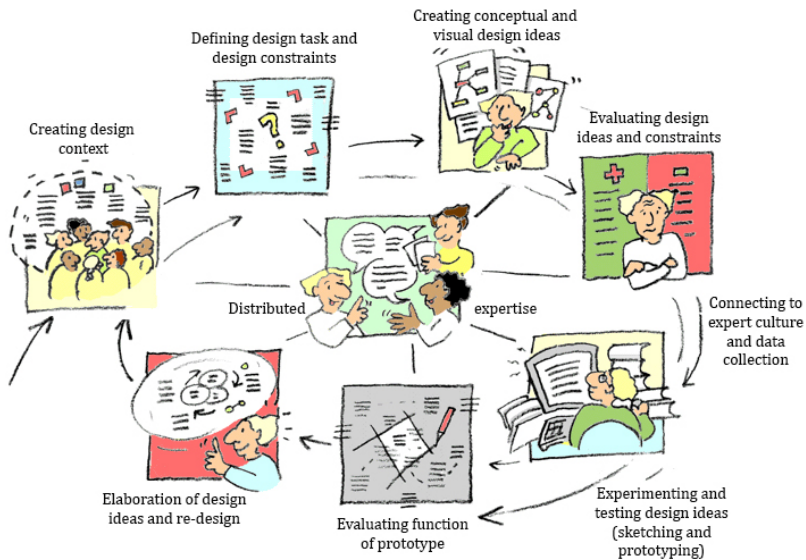 Creating conceptual and
visual design ideas
Defining design task and
design constraints
Evaluating design
ideas and constraints
Creating design
context
?
Distributed
expertise
Connecting to
expert culture
and data
collection
Elaboration of design
ideas and re-design
Evaluating function
of prototype
Experimenting and
testing design ideas
(sketching and
prototyping)